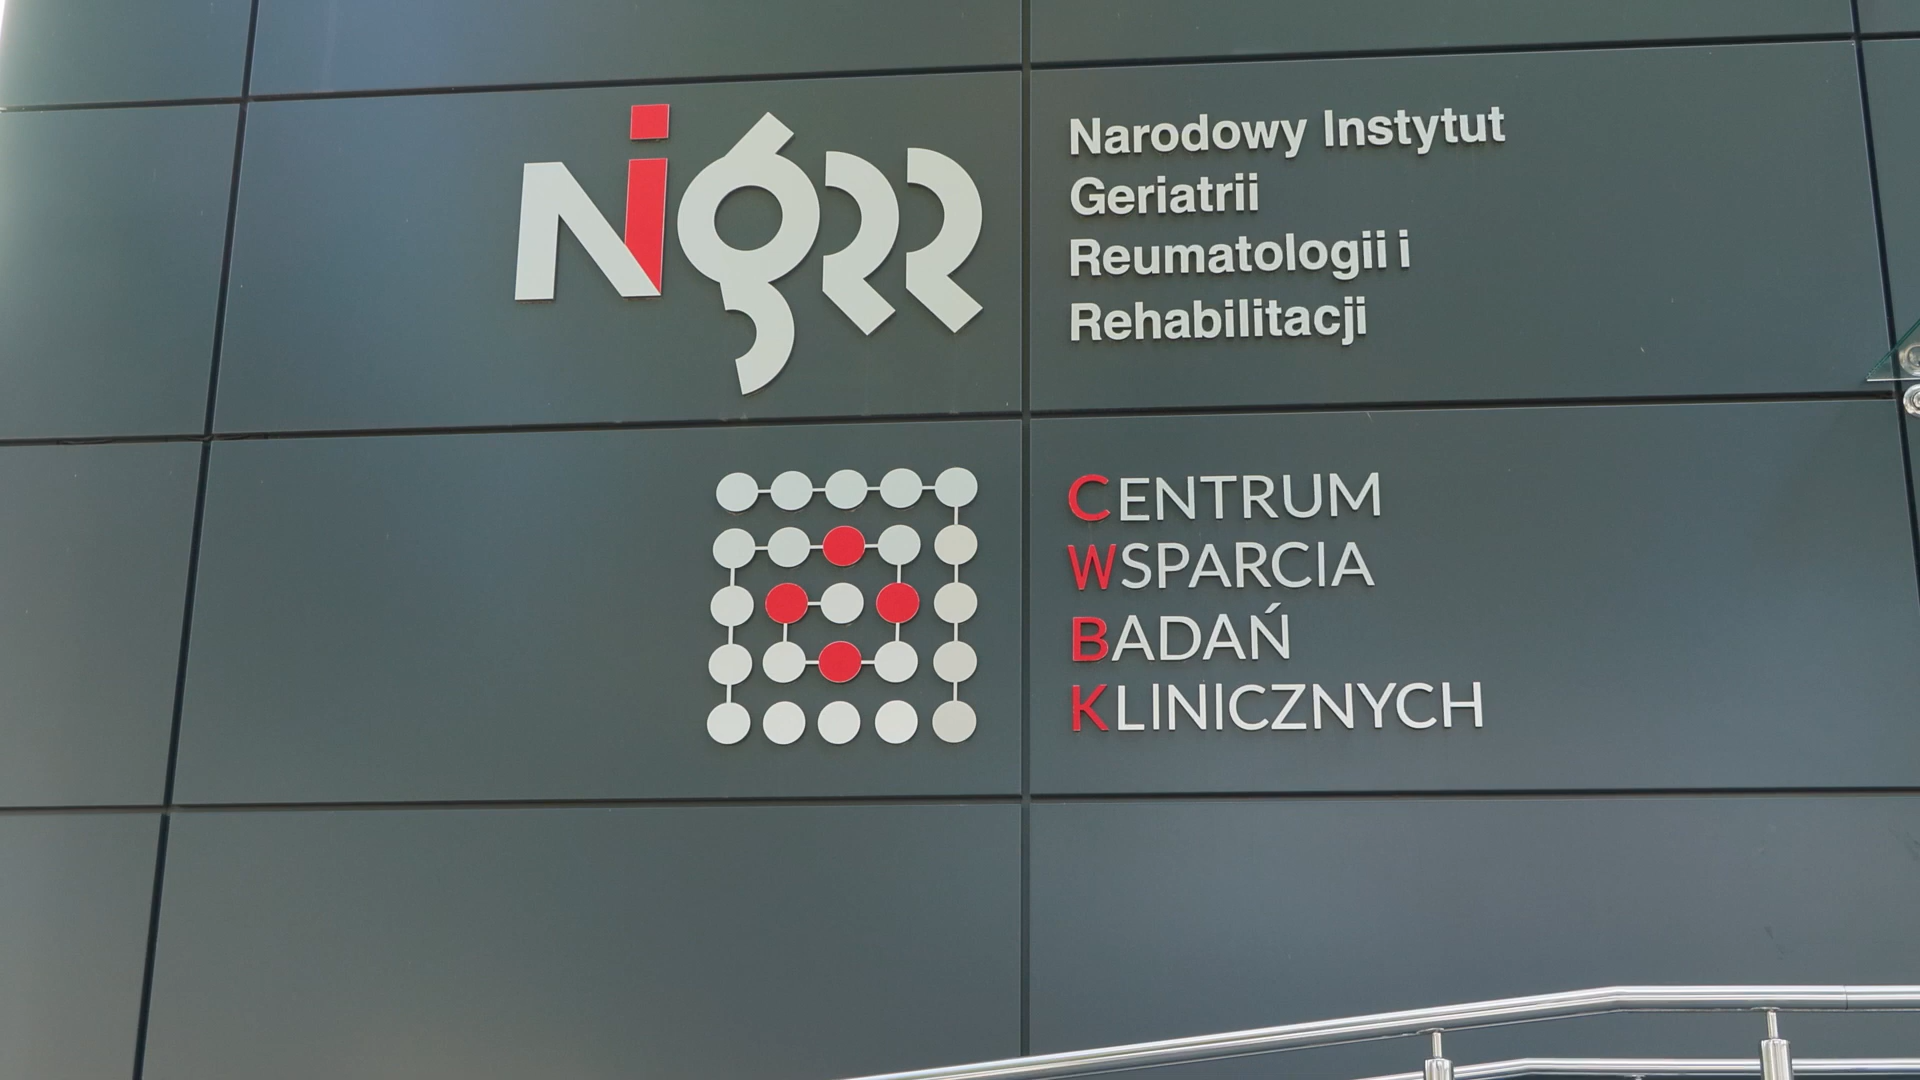 NiGRR
Narodowy Instytut
Geriatrii
Reumatologii i
Rehabilitacji
CENTRUM
WSPARCIA
BADAŃ
KLINICZNYCH